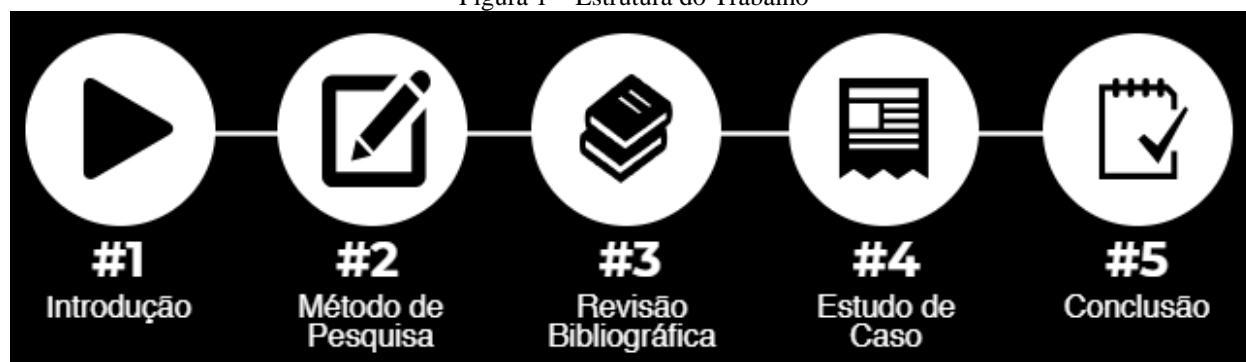 Figura 1 – Estrutura do Trabalho
#1
Introdução
#2
Método de
Pesquisa
#3
Revisão
Bibliográfica
#4
Estudo de
Caso
#5
Conclusão